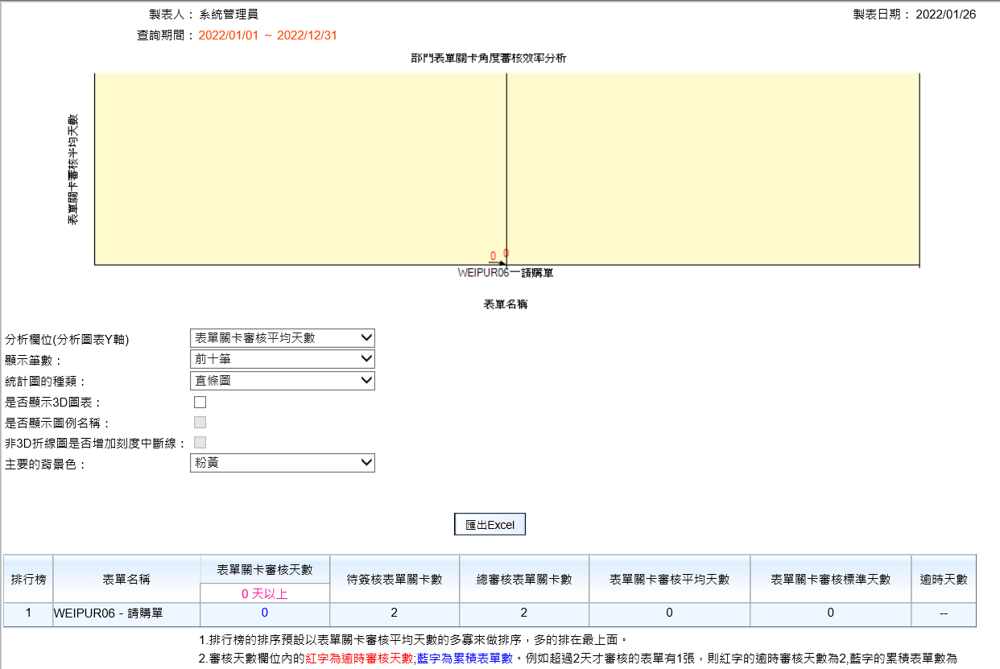 製表人： 系統管理員 製表日期： 2022/01/26
查詢期間： 2022/01/01 ~ 2022/12/31
部門表單關卡角度審核效率分析
表單關卡審核平均天數
0 0
WEIPUR06一請購單
表單名稱
分析欄位(分析圖表Y軸) 表單關卡審核平均天數
顯示筆數： 前十筆
統計圖的種類： 直條圖
是否顯示3D圖表：
是否顯示圖例名稱：
非3D折線圖是否增加刻度中斷線：
主要的背景色： 粉黃
匯出Excel
排行榜 表單名稱 表單關卡審核天數 待簽核表單關卡數 總審核表單關卡數 表單關卡審核平均天數 表單關卡審核標準天數 逾時天數
0 天以上
1 WEIPUR06 - 請購單 0 2 2 0 0 --
1.排行榜的排序預設以表單關卡審核平均天數的多寡來做排序，多的排在最上面。
2.審核天數欄位內的紅字為逾時審核天數;藍字為累積表單數。例如超過2天才審核的表單有1張，則紅字的逾時審核天數為2,藍字的累積表單數為